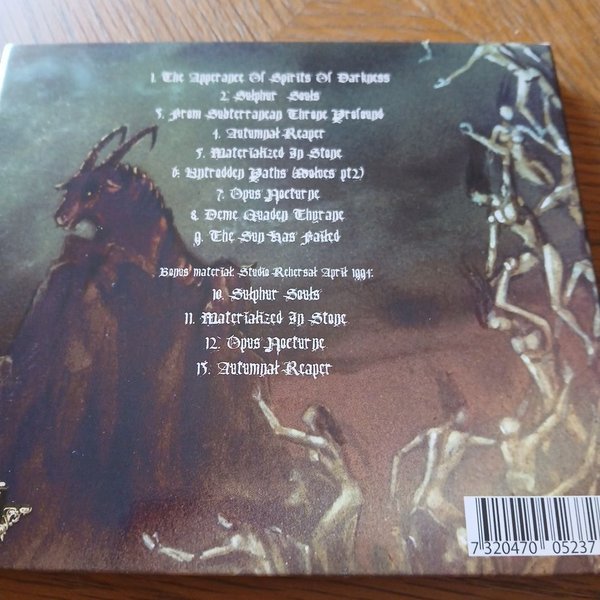 1. The Apperance Of Spirits Of Darkness
2. Sulphur Souls
3. From Subterranean Throne Profound
4. Autumnal Reaper
5. Materialized In Stone
6. Untrodden Paths (Wolves pt2)
7. Opus Nocturne
8. Deme Quaden Thyrane
9. The Sun Has Failed
Bonus material: Studio Rehersal April 1994:
10. Sulphur Souls
11. Materialized In Stone
12. Opus Nocturne
13. Autumnal Reaper
7 320470 05237